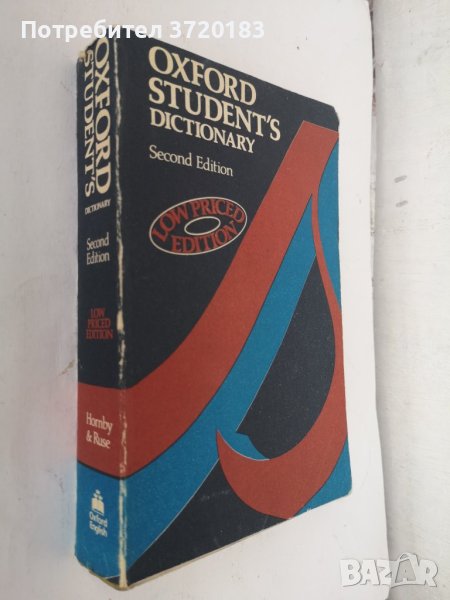 Потребител 3720183
OXFORD
STUDENT'S
DICTIONARY
Second Edition
LOW PRICED
EDITION
OXFORD
STUDENT'S
DICTIONARY
Second
Edition
LOW
PRICED
EDITION
Hornby
& Ruse
Oxford
English
BAZAR